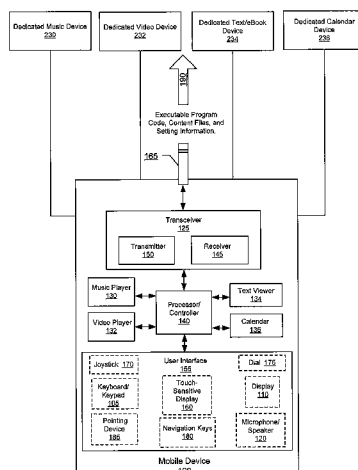 Dedicated Music Device
230
Dedicated Video Device
232
Dedicated Text/eBook
Device
234
Dedicated Calendar
Device
236
190
Executable Program
Code, Content Files, and
Setting Information.
165
Transceiver
125
Transmitter
150
Receiver
145
Music Player
130
Processor/
Controller
140
Text Viewer
134
Video Player
132
Calendar
136
User Interface
155
Joystick 170
Dial 175
Keyboard/
Keypad
105
Touch-
Sensitive
Display
160
Display
110
Pointing
Device
185
Navigation Keys
180
Microphone/
Speaker
120
Mobile Device